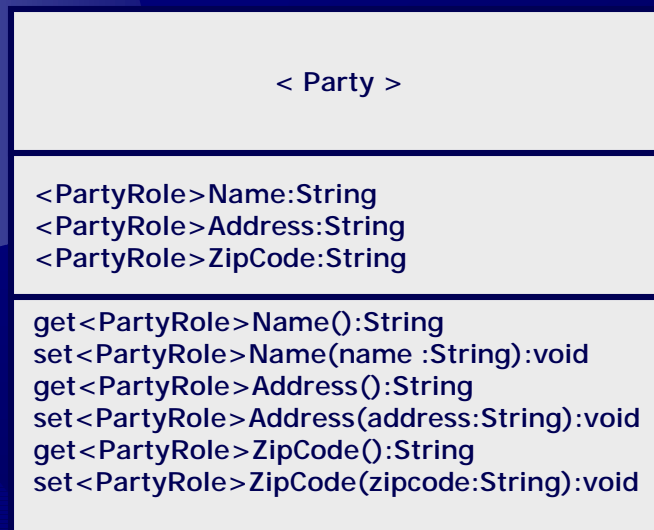 < Party >
<PartyRole>Name:String
<PartyRole>Address:String
<PartyRole>ZipCode:String
get<PartyRole>Name():String
set<PartyRole>Name(name :String):void
get<PartyRole>Address():String
set<PartyRole>Address(address:String):void
get<PartyRole>ZipCode():String
set<PartyRole>ZipCode(zipcode:String):void